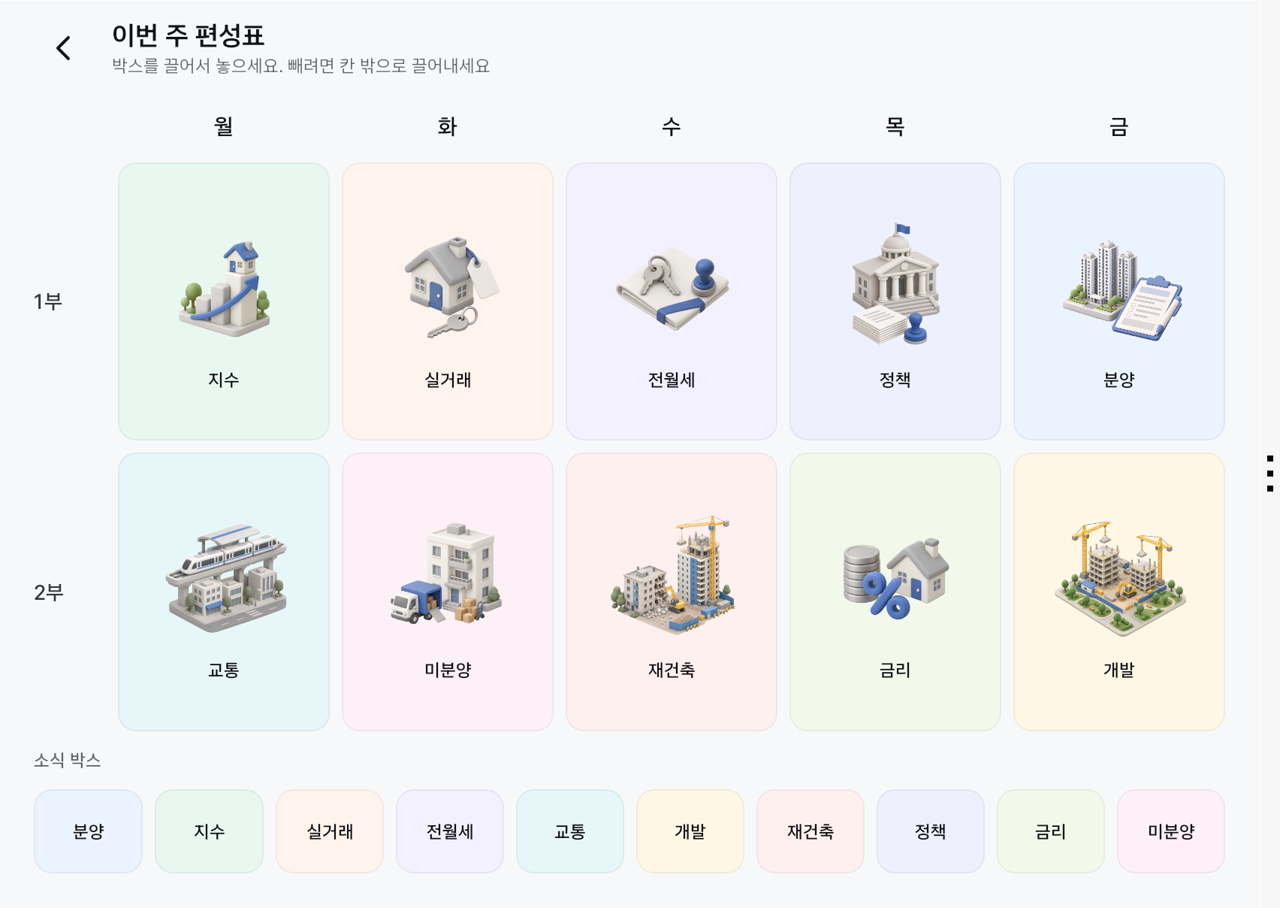 이번 주 편성표
박스를 끌어서 놓으세요. 빼려면 칸 밖으로 끌어내세요
월 화 수 목 금
1부
지수 실거래 전월세 정책 분양
2부
교통 미분양 재건축 금리 개발
소식 박스
분양 지수 실거래 전월세 교통 개발 재건축 정책 금리 미분양